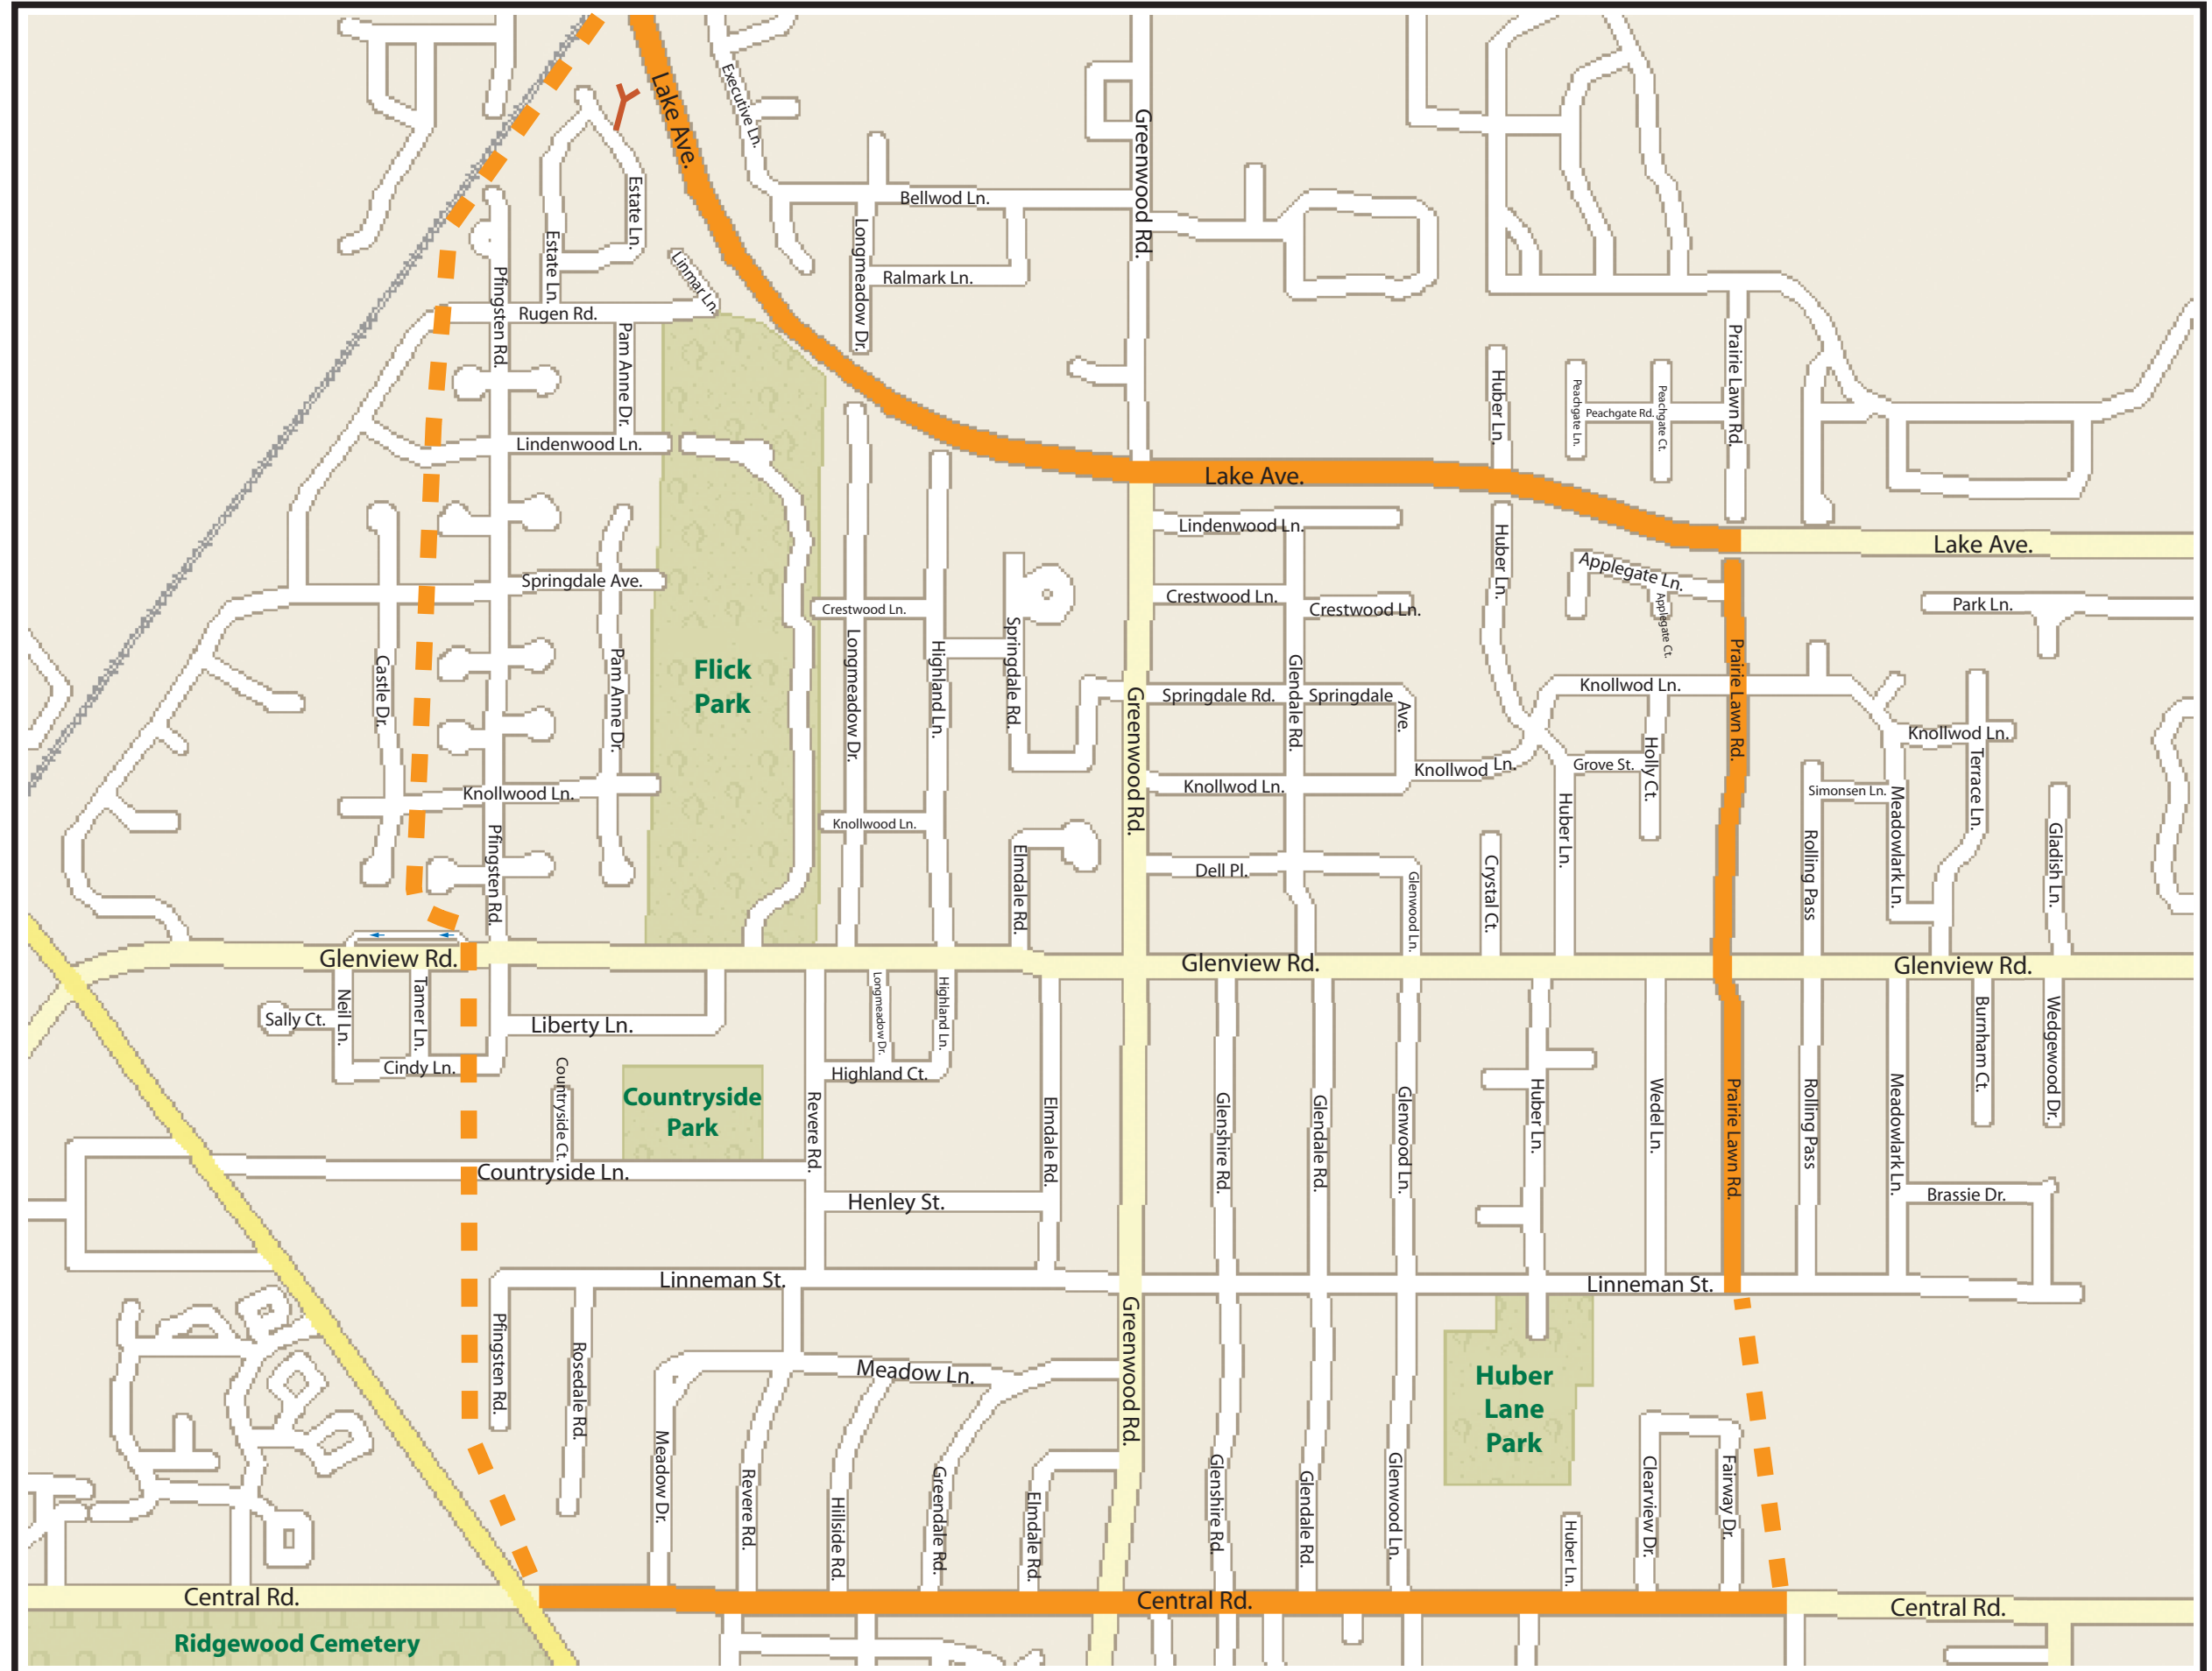 Lake Ave.
Executive Ln.
Greenwood Rd.
Estate Ln.
Estate Ln.
Bellwod Ln.
Longmeadow Dr.
Ralmark Ln.
Linmar Ln.
Pfingsten Rd.
Rugen Rd.
Pam Anne Dr.
Lindenwood Ln.
Huber Ln.
Peachgate Ln.
Peachgate Rd.
Peachgate Ct.
Prairie Lawn Rd.
Lake Ave.
Lake Ave.
Lindenwood Ln.
Huber Ln.
Applegate Ln.
Applegate Ct.
Park Ln.
Springdale Ave.
Crestwood Ln.
Crestwood Ln.
Crestwood Ln.
Castle Dr.
Pam Anne Dr.
Flick
Park
Longmeadow Dr.
Highland Ln.
Springdale Rd.
Greenwood Rd.
Springdale Rd.
Glendale Rd.
Springdale
Ave.
Knollwod Ln.
Prairie Lawn Rd.
Knollwod Ln.
Terrace Ln.
Knollwod Ln.
Grove St.
Holly Ct.
Simonsen Ln.
Meadowlark Ln.
Knollwood Ln.
Knollwod Ln.
Knollwod Ln.
Huber Ln.
Rolling Pass
Gladish Ln.
Pfingsten Rd.
Elmdale Rd.
Dell Pl.
Glenwood Ln.
Crystal Ct.
Glenview Rd.
Glenview Rd.
Glenview Rd.
Sally Ct.
Neil Ln.
Tamer Ln.
Cindy Ln.
Liberty Ln.
Longmeadow Dr.
Highland Ln.
Highland Ct.
Burnham Ct.
Wedgewood Dr.
Countryside Ct.
Countryside
Park
Revere Rd.
Elmdale Rd.
Glenshire Rd.
Glendale Rd.
Glenwood Ln.
Huber Ln.
Wedel Ln.
Prairie Lawn Rd.
Rolling Pass
Meadowlark Ln.
Countryside Ln.
Henley St.
Brassie Dr.
Linneman St.
Linneman St.
Pfingsten Rd.
Rosedale Rd.
Meadow Ln.
Greenwood Rd.
Huber
Lane
Park
Meadow Dr.
Revere Rd.
Hillside Rd.
Greendale Rd.
Elmdale Rd.
Glenshire Rd.
Glendale Rd.
Glenwood Ln.
Huber Ln.
Clearview Dr.
Fairway Dr.
Central Rd.
Central Rd.
Central Rd.
Ridgewood Cemetery